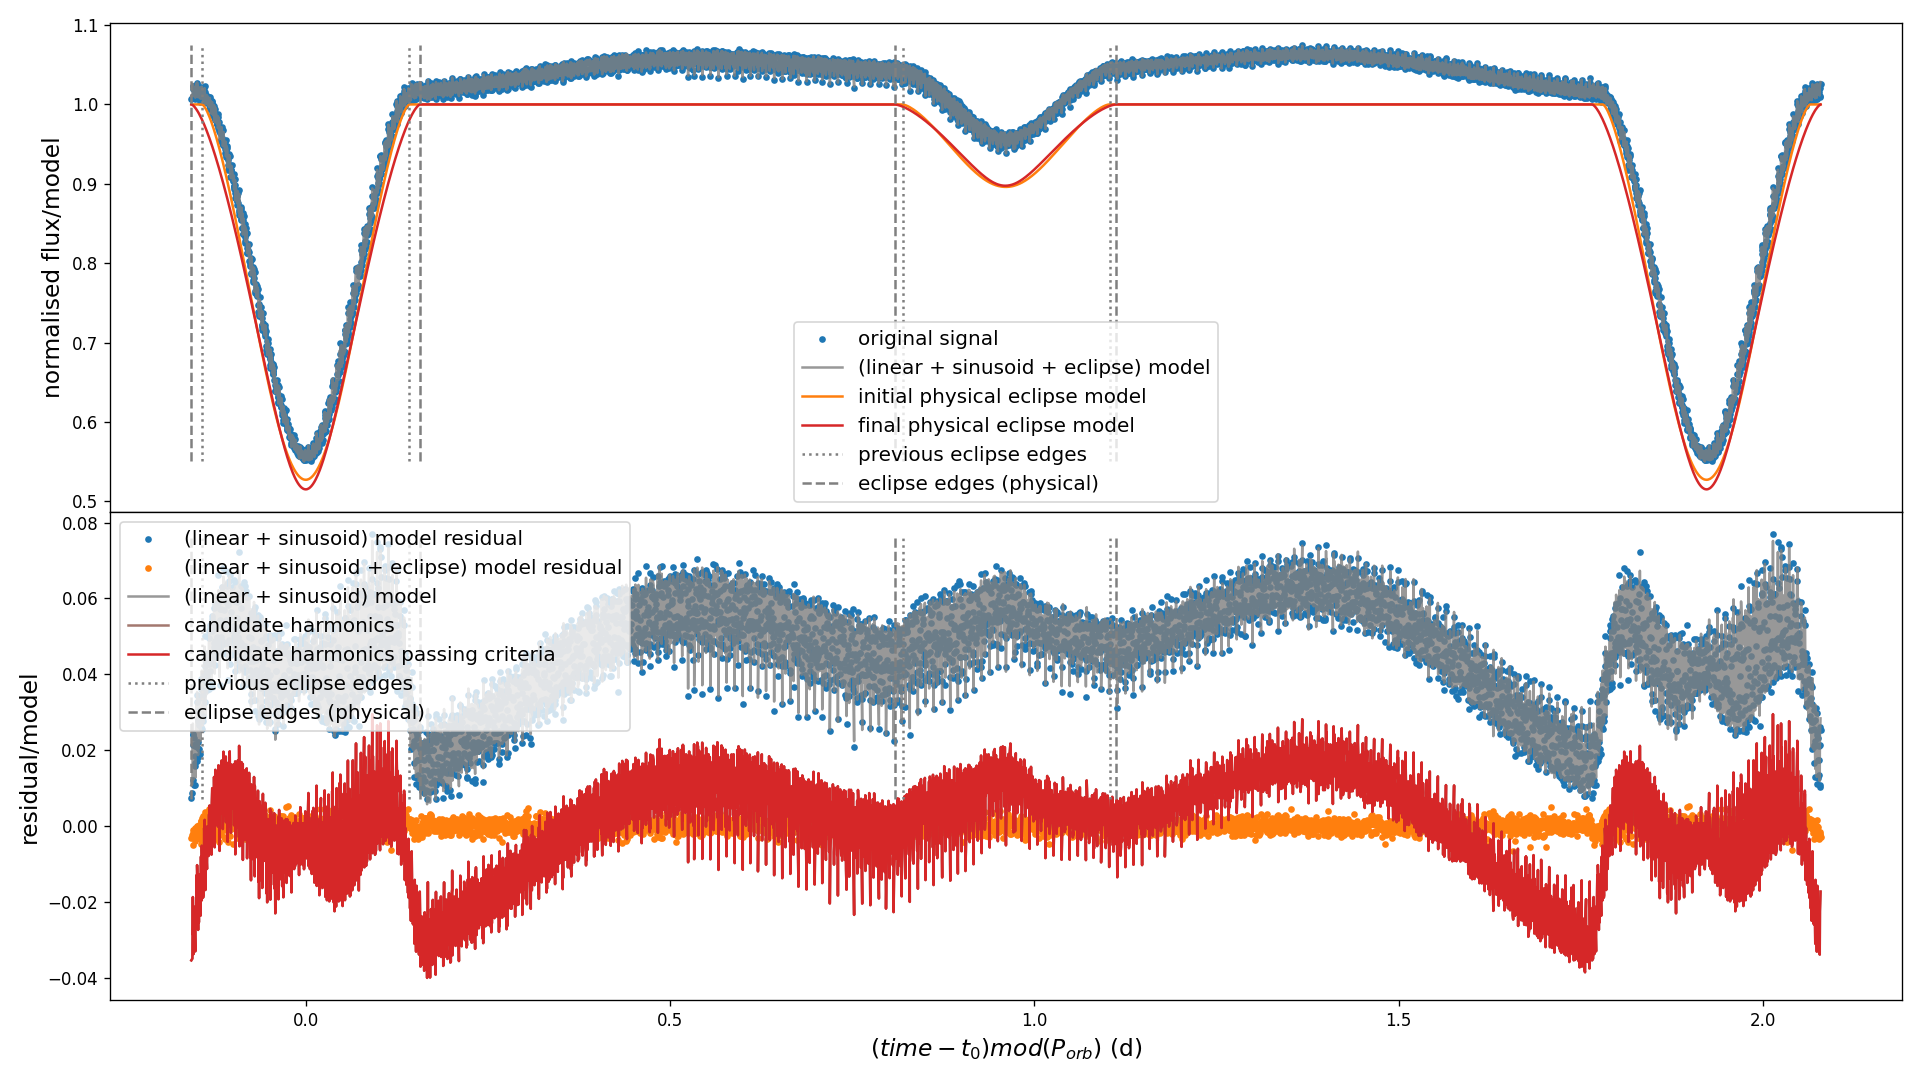 1.1
1.0
0.9
0.8
0.7
0.6
0.5
normalised flux/model
original signal
(linear + sinusoid + eclipse) model
initial physical eclipse model
final physical eclipse model
previous eclipse edges
eclipse edges (physical)
0.08
0.06
0.04
0.02
0.00
−0.02
−0.04
residual/model
(linear + sinusoid) model residual
(linear + sinusoid + eclipse) model residual
(linear + sinusoid) model
candidate harmonics
candidate harmonics passing criteria
previous eclipse edges
eclipse edges (physical)
0.0 0.5 1.0 1.5 2.0
(time − t₀)mod(P_orb) (d)